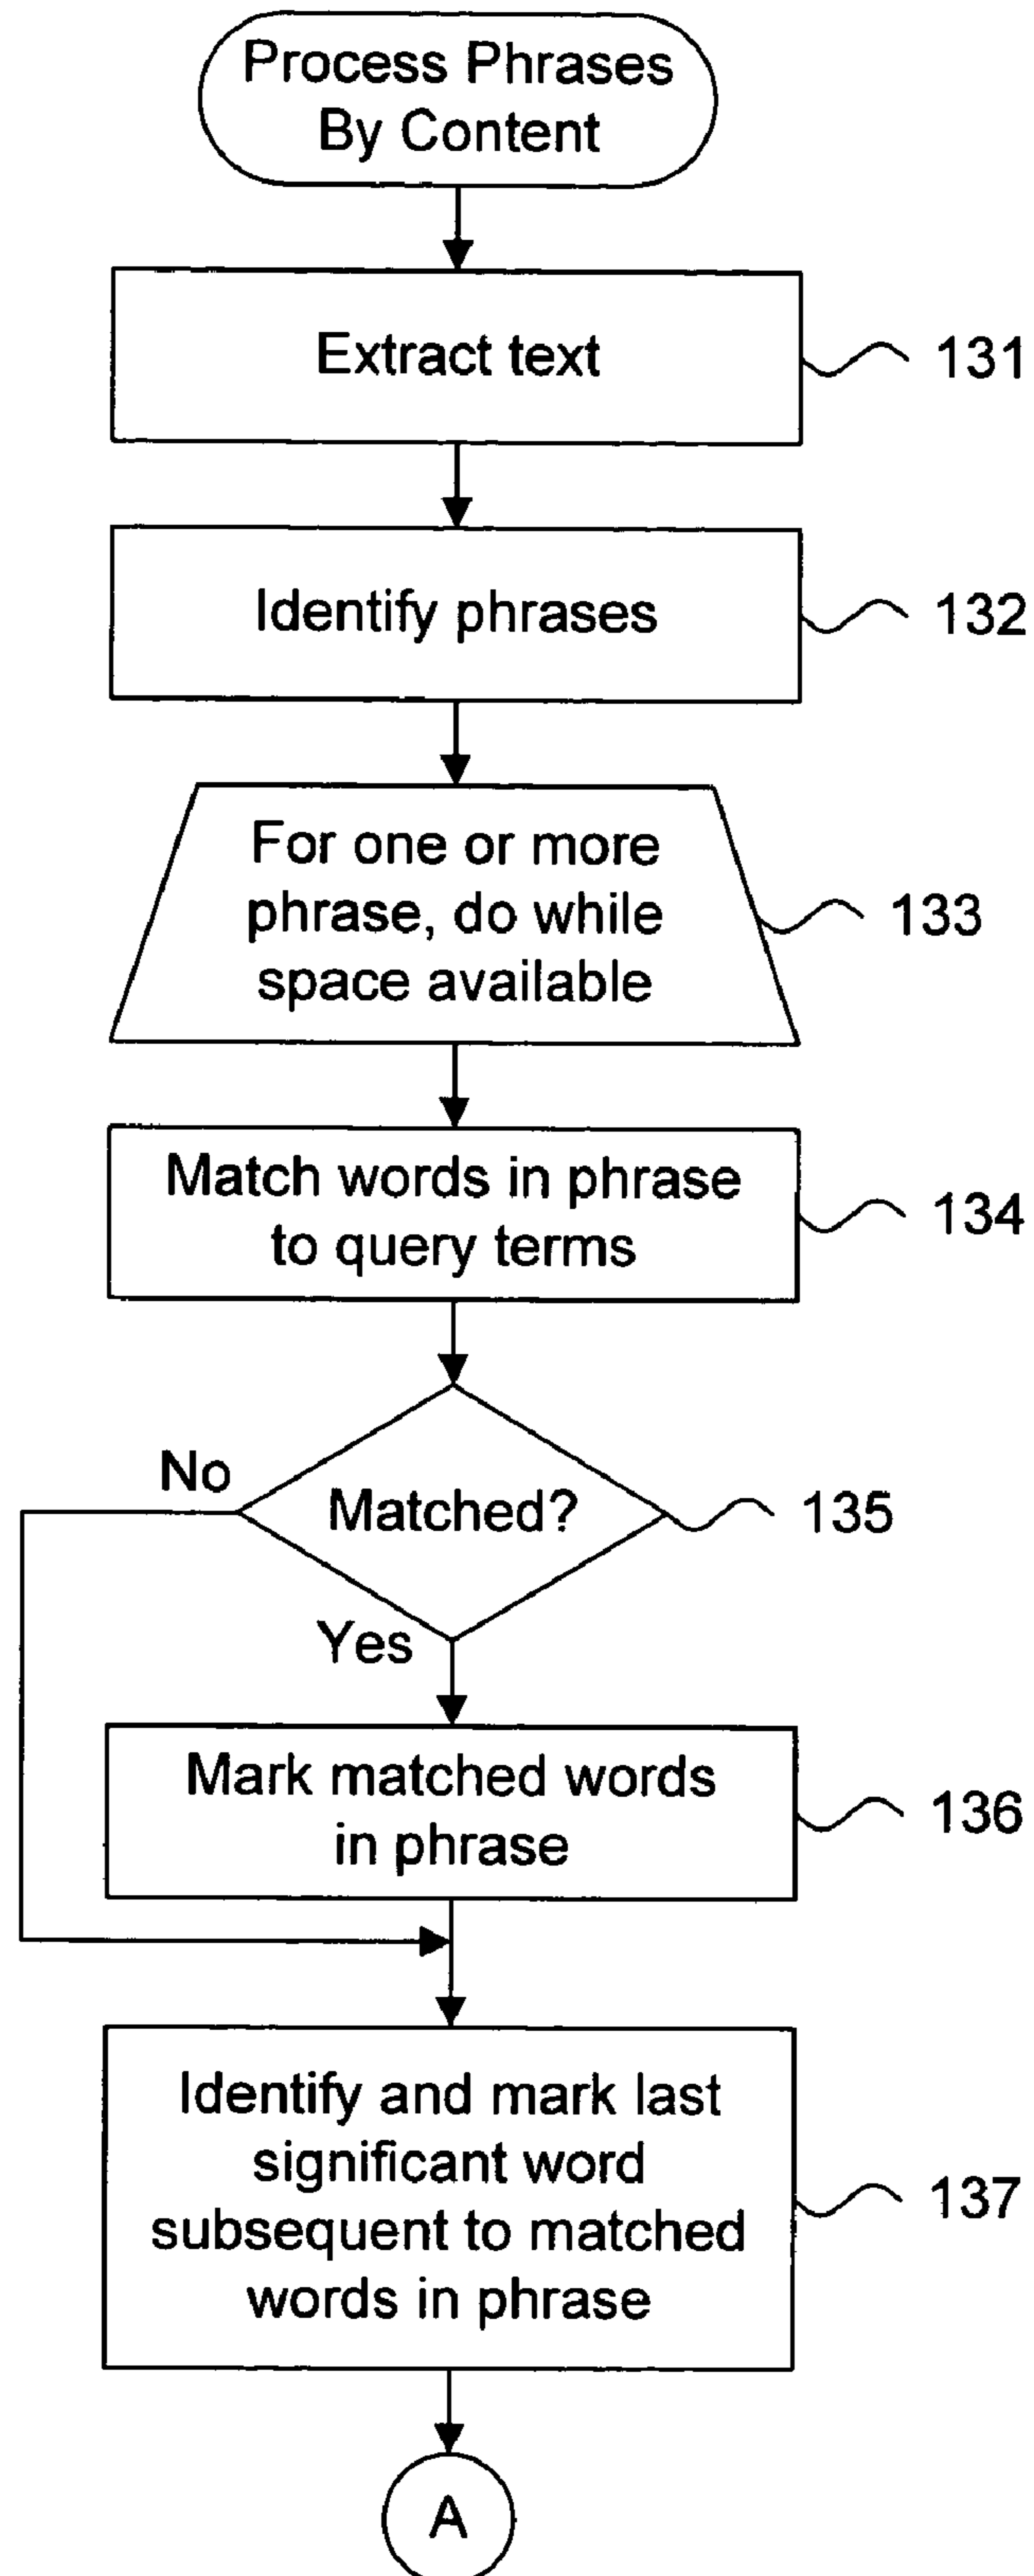 Process Phrases
By Content
Extract text
131
Identify phrases
132
For one or more
phrase, do while
space available
133
Match words in phrase
to query terms
134
No
Matched?
135
Yes
Mark matched words
in phrase
136
Identify and mark last
significant word
subsequent to matched
words in phrase
137
A